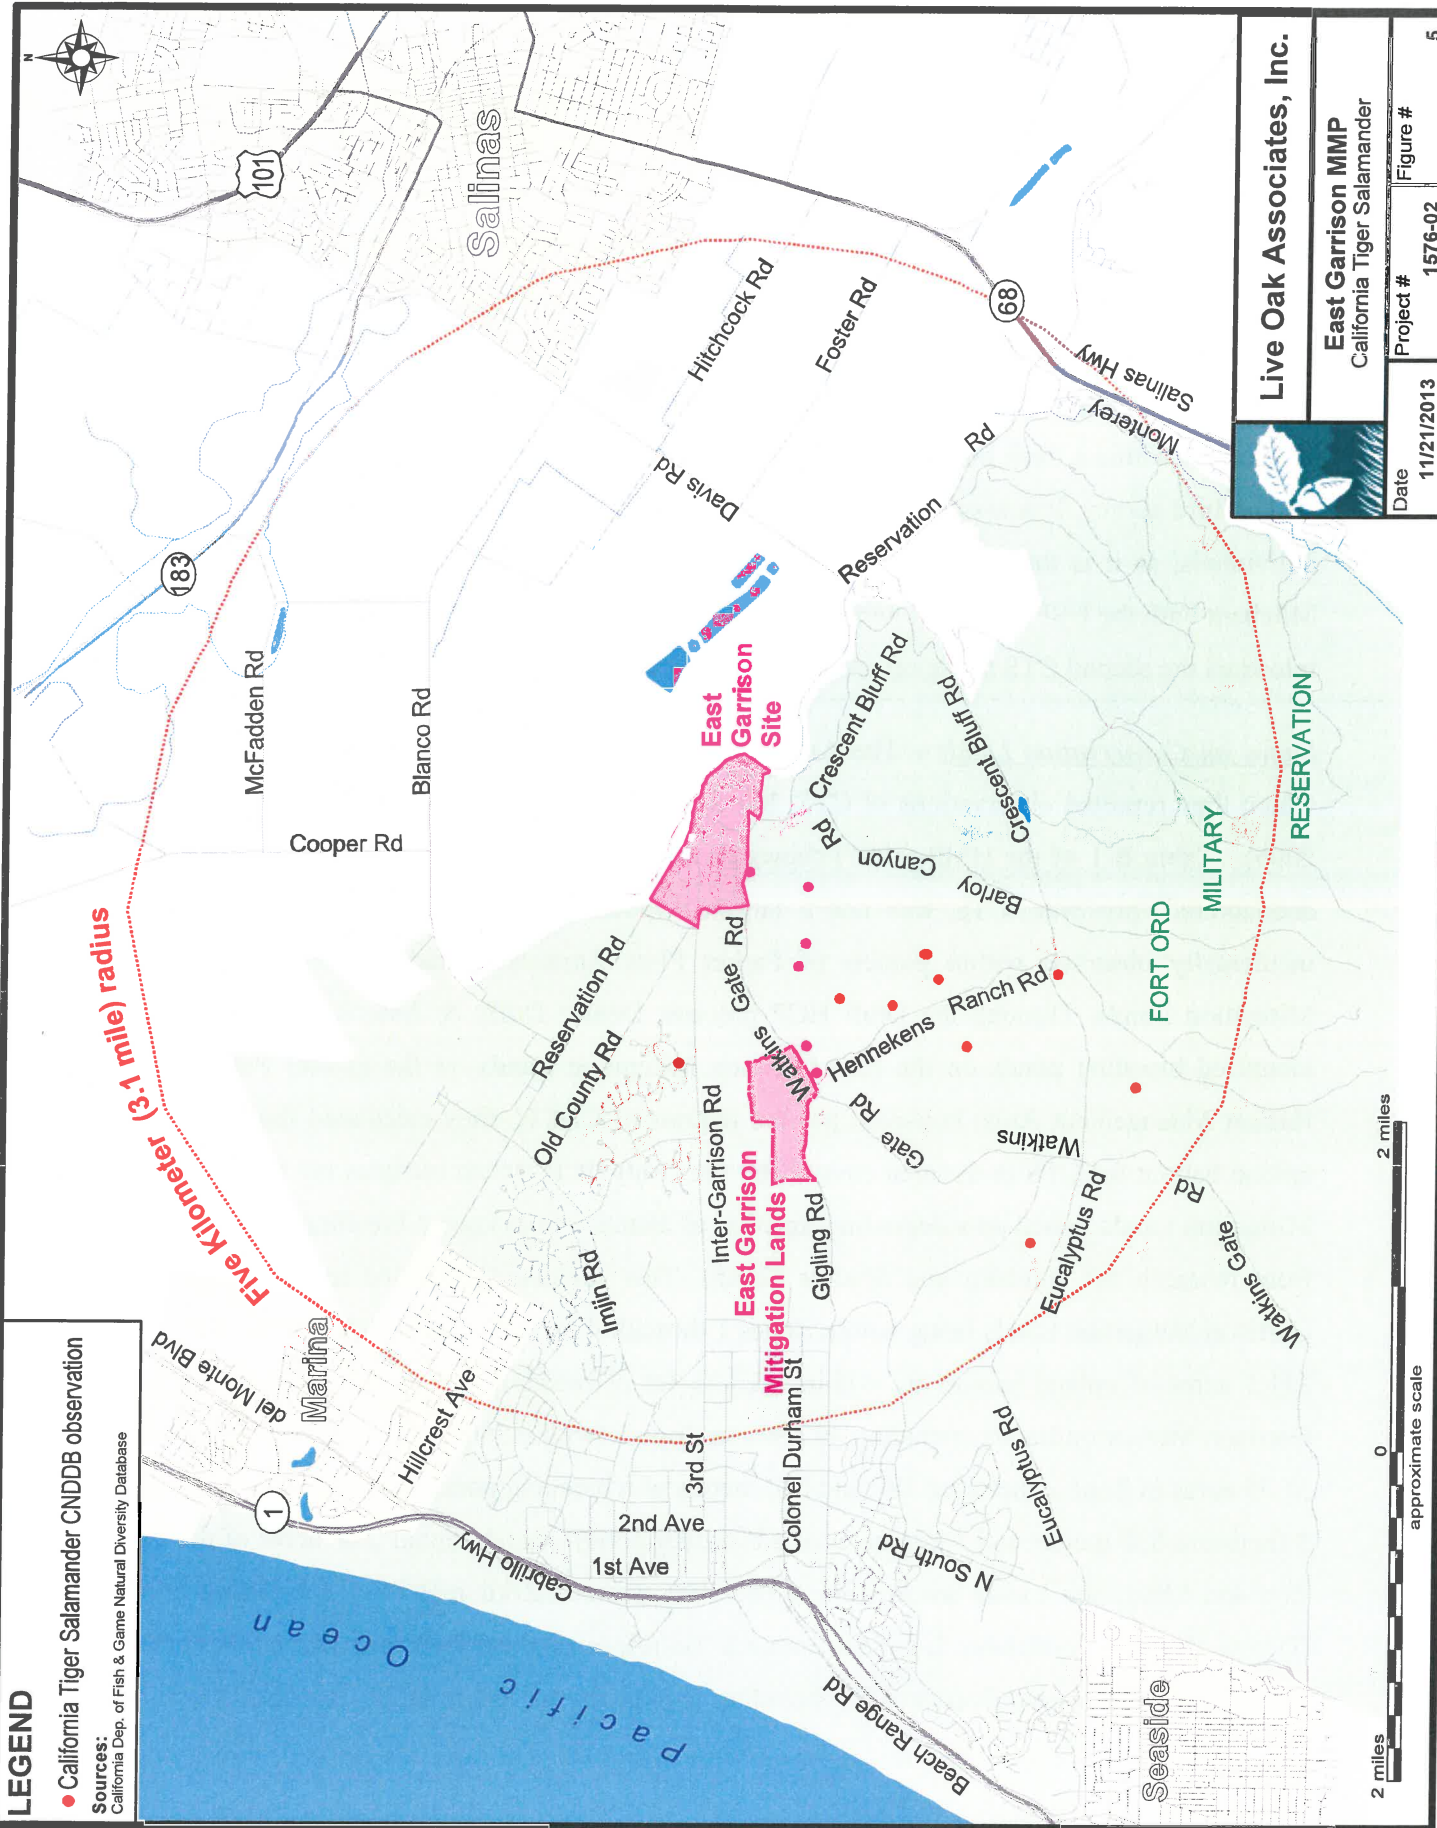 LEGEND
California Tiger Salamander CNDDB observation
Sources:
California Dep. of Fish & Game Natural Diversity Database
N
101
183
68
1
Salinas
Marina
Seaside
Pacific Ocean
Five Kilometer (3.1 mile) radius
McFadden Rd
Cooper Rd
Blanco Rd
Hitchcock Rd
Foster Rd
Davis Rd
Reservation Rd
Monterey Salinas Hwy
East
Garrison
Site
Crescent Bluff Rd
Crescent Bluff Rd
Barloy Canyon Rd
Reservation Rd
Old County Rd
Watkins Gate Rd
Hennekens Ranch Rd
Inter-Garrison Rd
Imjin Rd
East Garrison
Mitigation Lands
Gigling Rd
Watkins Gate Rd
Eucalyptus Rd
Watkins Gate Rd
Eucalyptus Rd
FORT ORD
MILITARY
RESERVATION
del Monte Blvd
Hillcrest Ave
3rd St
2nd Ave
1st Ave
Colonel Durham St
N South Rd
Cabrillo Hwy
Beach Range Rd
2 miles
0
2 miles
approximate scale
Live Oak Associates, Inc.
East Garrison MMP
California Tiger Salamander
Date
11/21/2013
Project #
1576-02
Figure #
5